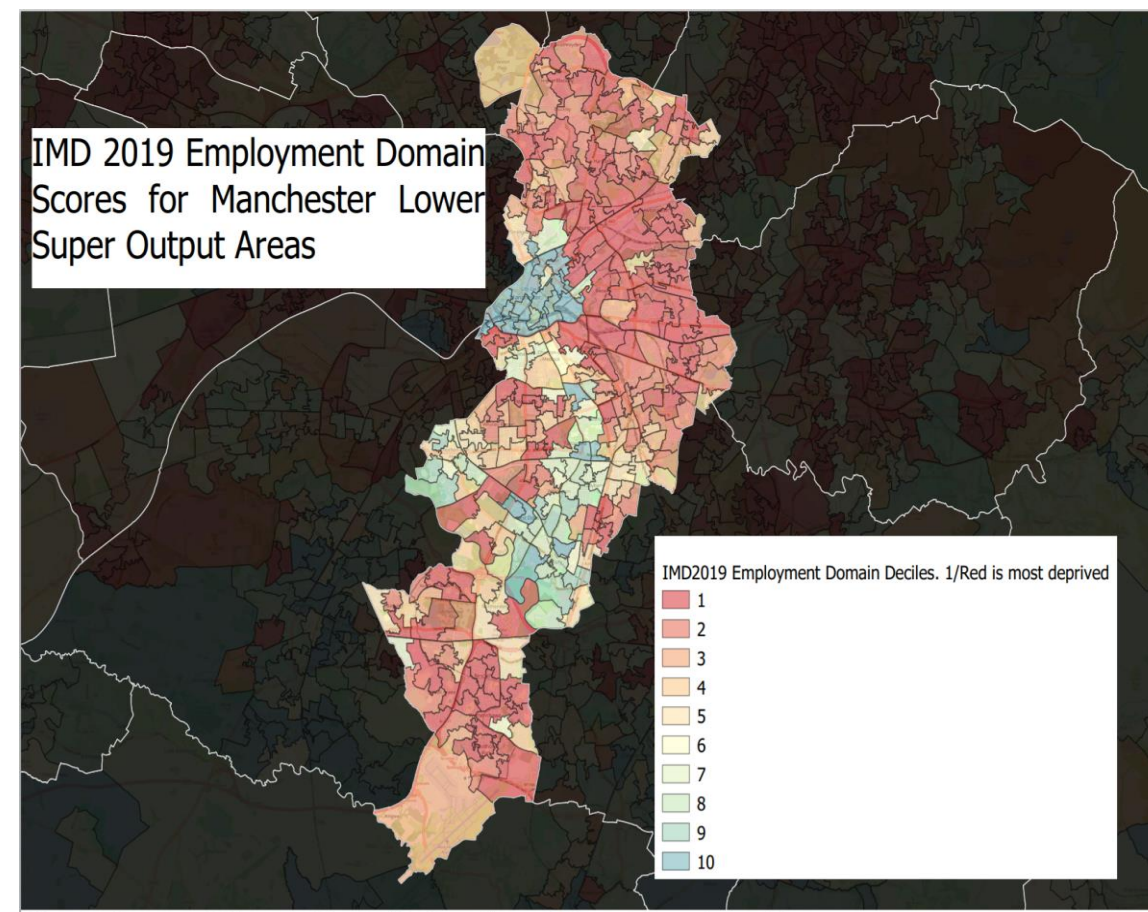 IMD 2019 Employment Domain
Scores for Manchester Lower
Super Output Areas
IMD2019 Employment Domain Deciles. 1/Red is most deprived
1
2
3
4
5
6
7
8
9
10